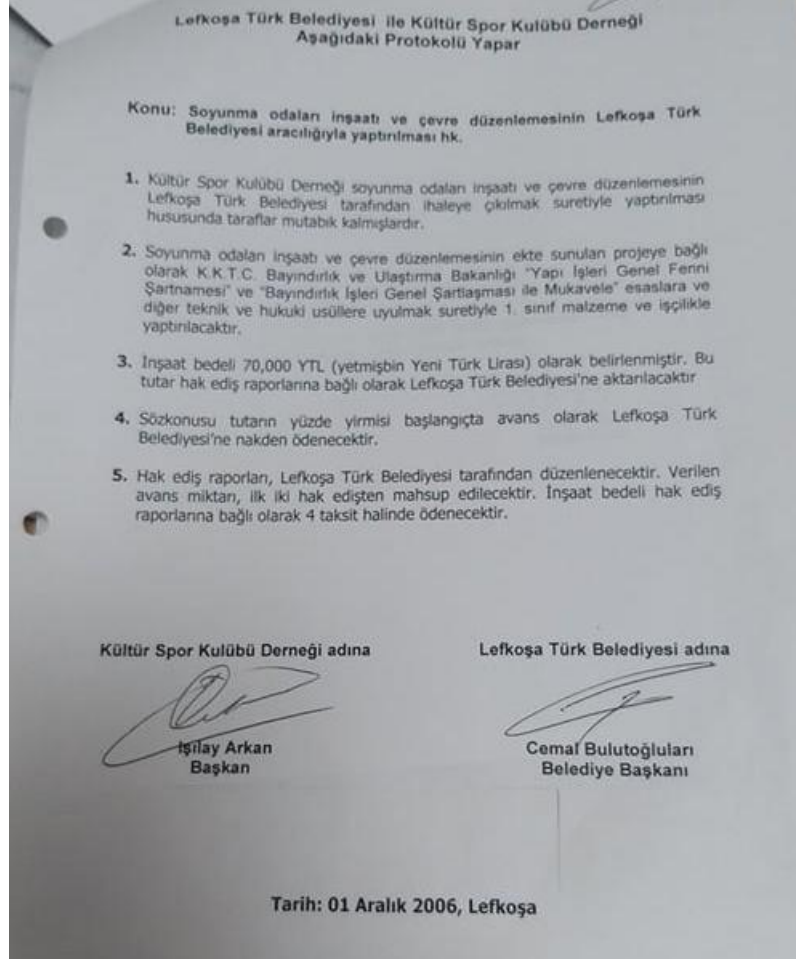 Lefkoşa Türk Belediyesi ile Kültür Spor Kulübü Derneği
Aşağıdaki Protokolü Yapar
Konu: Soyunma odaları inşaatı ve çevre düzenlemesinin Lefkoşa Türk
Belediyesi aracılığıyla yaptırılması hk.
1. Kültür Spor Kulübü Derneği soyunma odaları inşaatı ve çevre düzenlemesinin
Lefkoşa Türk Belediyesi tarafından ihaleye çıkılmak suretiyle yaptırılması
hususunda taraflar mutabık kalmışlardır.
2. Soyunma odaları inşaatı ve çevre düzenlemesinin ekte sunulan projeye bağlı
olarak K.K.T.C. Bayındırlık ve Ulaştırma Bakanlığı "Yapı İşleri Genel Fenni
Şartnamesi" ve "Bayındırlık İşleri Genel Şartlaşması ile Mukavele" esaslara ve
diğer teknik ve hukuki usüllere uyulmak suretiyle 1. sınıf malzeme ve işçilikle
yaptırılacaktır.
3. İnşaat bedeli 70,000 YTL (yetmişbin Yeni Türk Lirası) olarak belirlenmiştir. Bu
tutar hak ediş raporlarına bağlı olarak Lefkoşa Türk Belediyesi'ne aktarılacaktır
4. Sözkonusu tutarın yüzde yirmisi başlangıçta avans olarak Lefkoşa Türk
Belediyesi'ne nakden ödenecektir.
5. Hak ediş raporları, Lefkoşa Türk Belediyesi tarafından düzenlenecektir. Verilen
avans miktarı, ilk iki hak edişten mahsup edilecektir. İnşaat bedeli hak ediş
raporlarına bağlı olarak 4 taksit halinde ödenecektir.
Kültür Spor Kulübü Derneği adına Lefkoşa Türk Belediyesi adına
Işılay Arkan Cemal Bulutoğluları
Başkan Belediye Başkanı
Tarih: 01 Aralık 2006, Lefkoşa